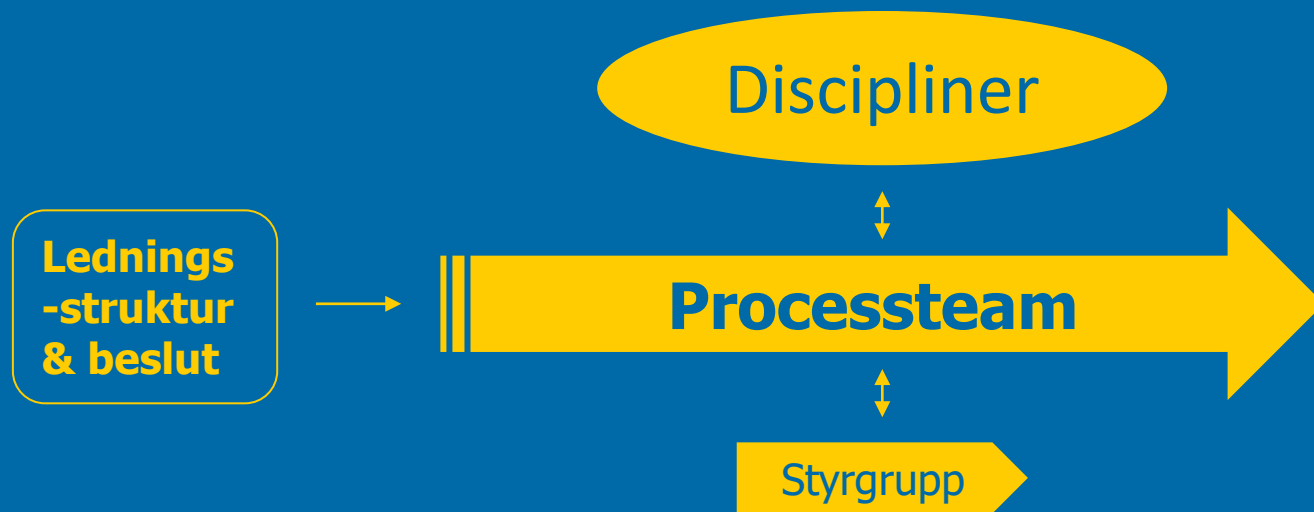 Discipliner
Lednings
-struktur
& beslut
Processteam
Styrgrupp